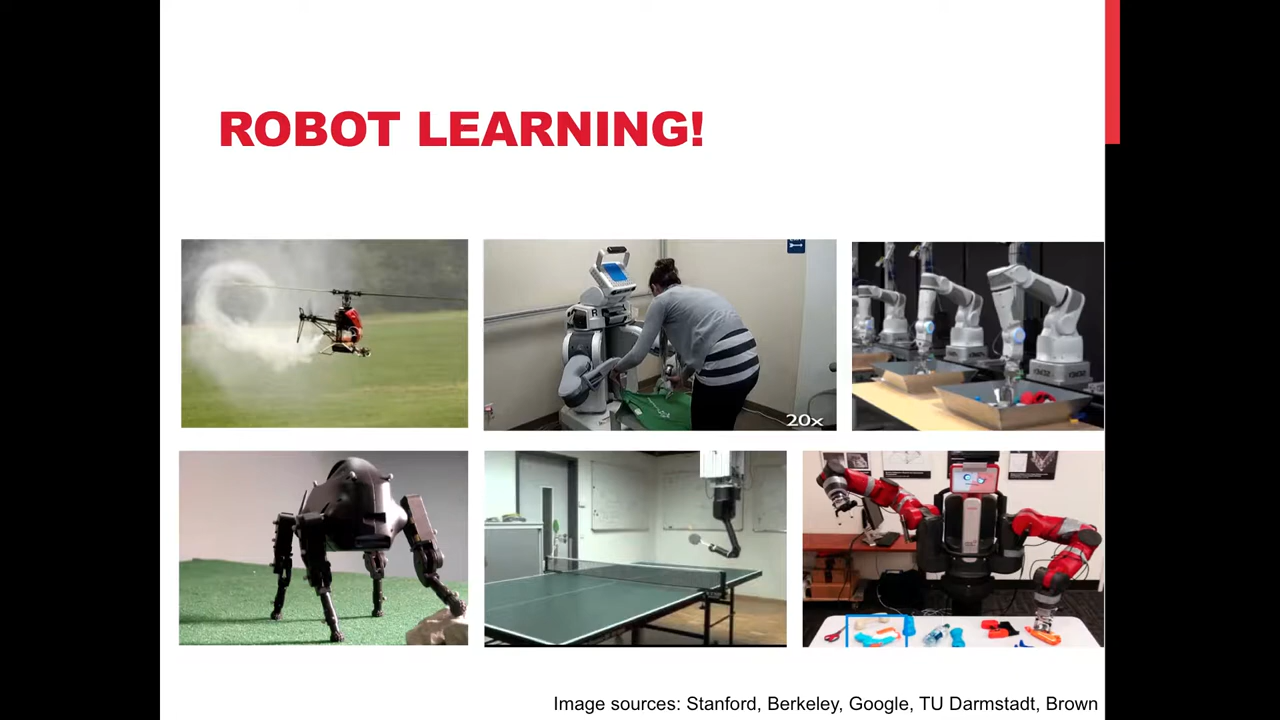 ROBOT LEARNING!
20x
Image sources: Stanford, Berkeley, Google, TU Darmstadt, Brown